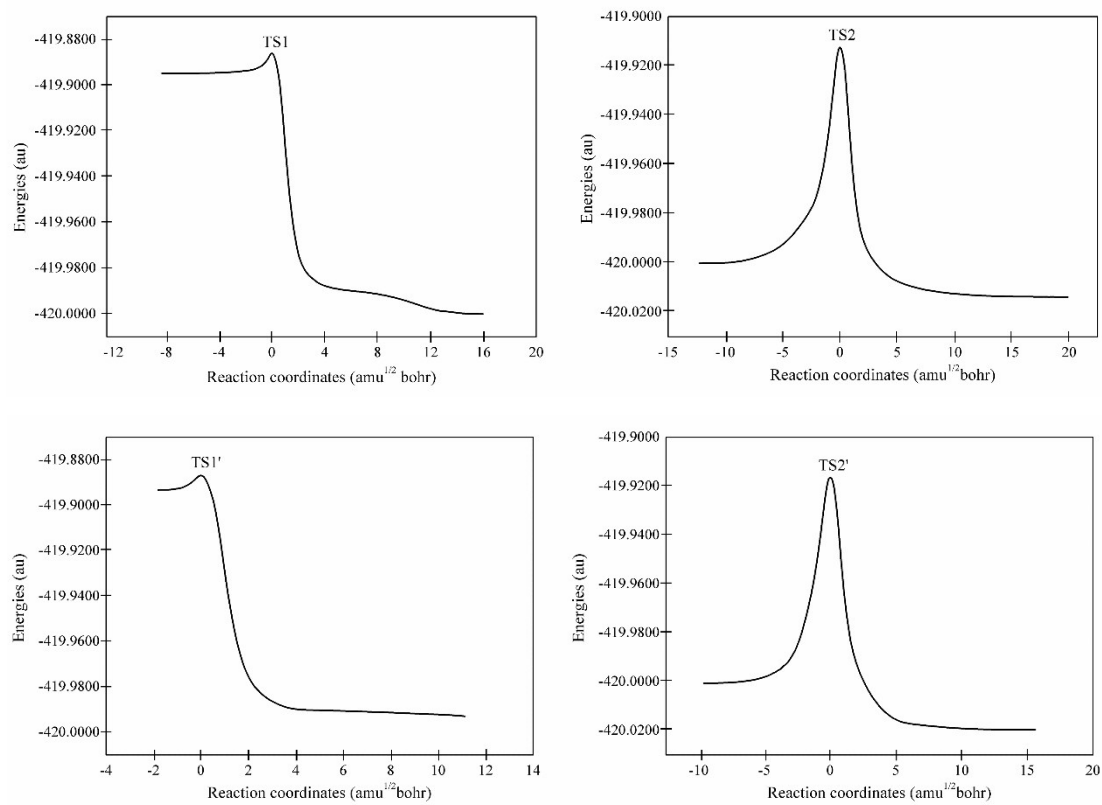 -419.8800
-419.9000
-419.9200
-419.9400
-419.9600
-419.9800
-420.0000
Energies (au)
TS1
-12 -8 -4 0 4 8 12 16 20
Reaction coordinates (amu1/2 bohr)
-419.9000
-419.9200
-419.9400
-419.9600
-419.9800
-420.0000
-420.0200
Energies (au)
TS2
-15 -10 -5 0 5 10 15 20
Reaction coordinates (amu1/2bohr)
-419.8800
-419.9000
-419.9200
-419.9400
-419.9600
-419.9800
-420.0000
Energies (au)
TS1'
-4 -2 0 2 4 6 8 10 12 14
Reaction coordinates (amu1/2 bohr)
-419.9000
-419.9200
-419.9400
-419.9600
-419.9800
-420.0000
-420.0200
Energies (au)
TS2'
-10 -5 0 5 10 15 20
Reaction coordinates (amu1/2bohr)